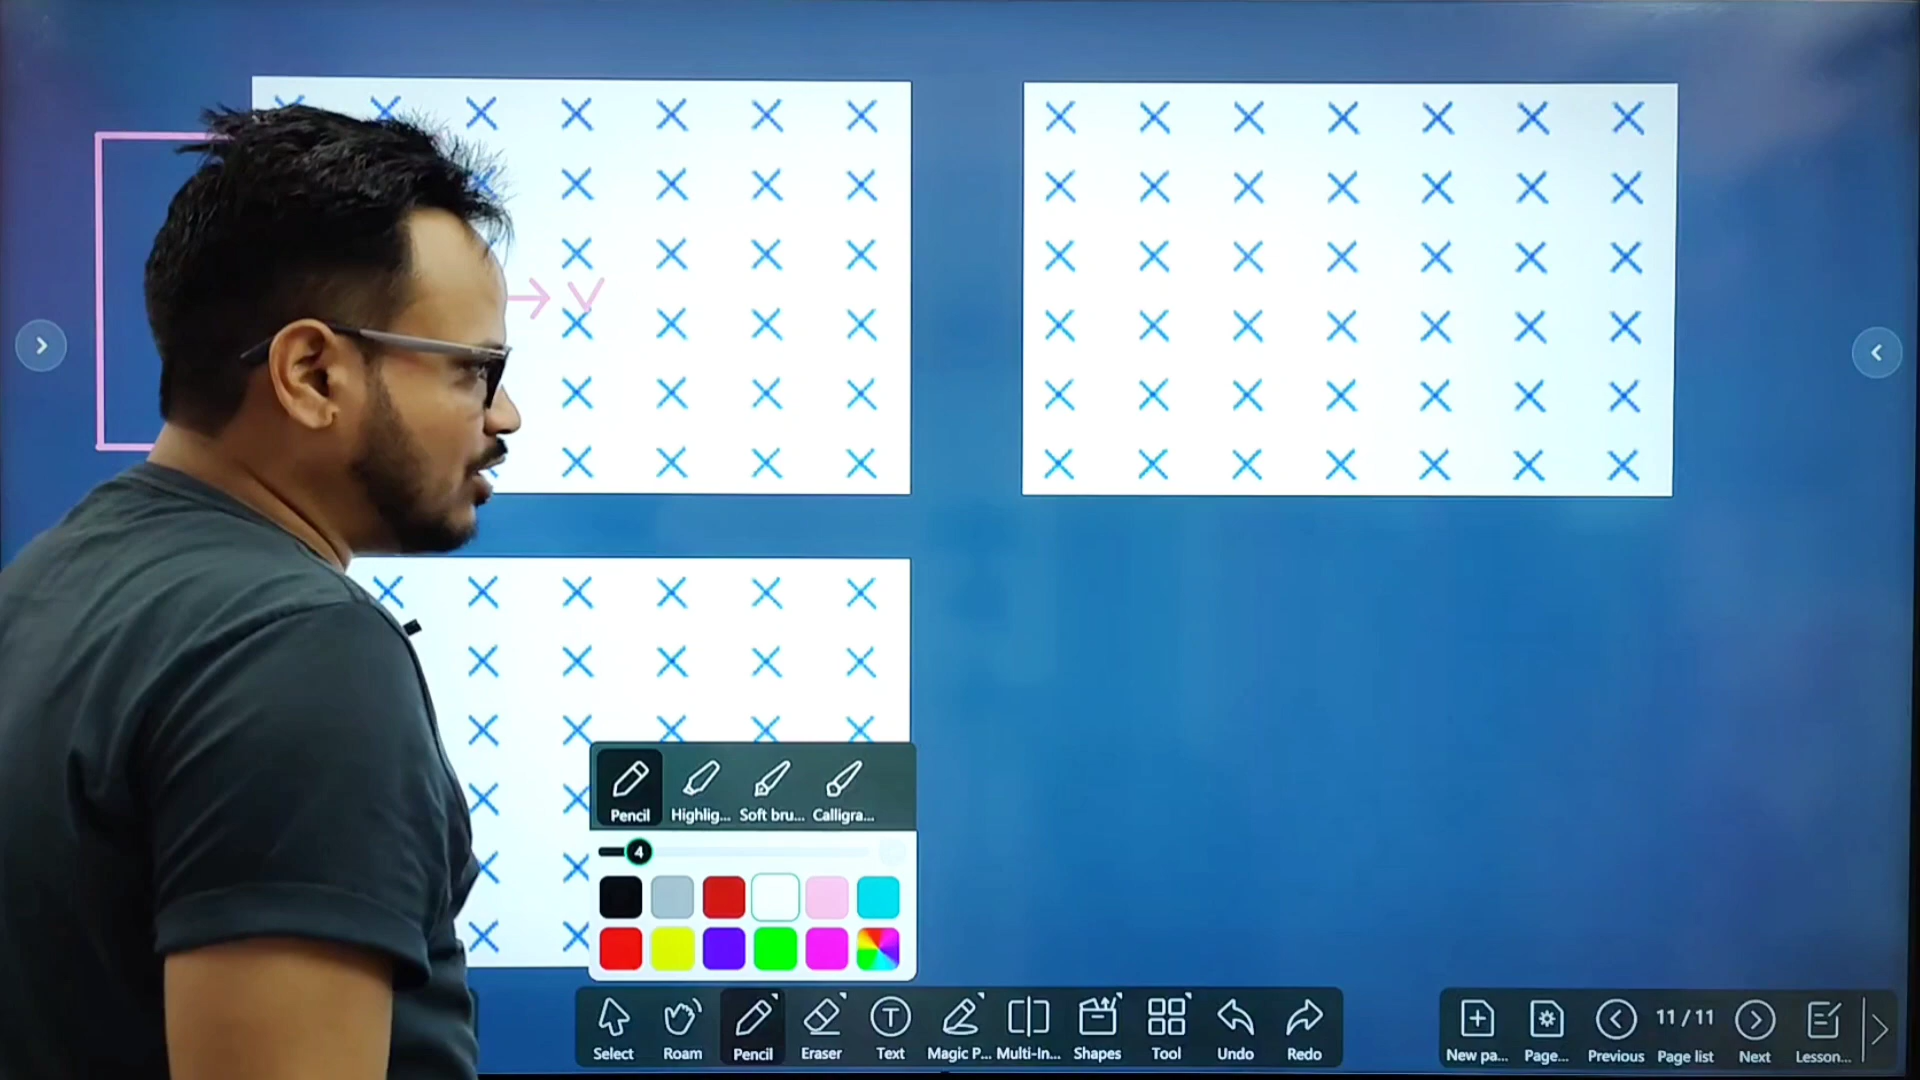 V
Pencil
Highlig...
Soft bru...
Calligra...
4
Select
Roam
Pencil
Eraser
Text
Magic P...
Multi-In...
Shapes
Tool
Undo
Redo
New pa...
Page...
Previous
11/11
Page list
Next
Lesson...